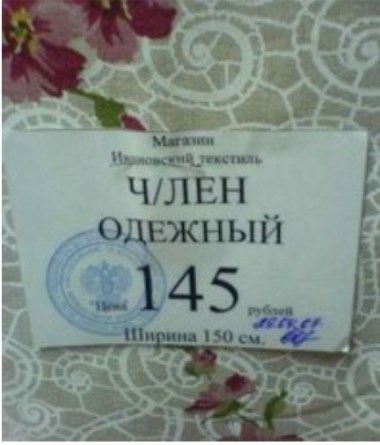 Магазин
Ивановский текстиль
Ч/ЛЕН
ОДЕЖНЫЙ
"Цена 145 рублей
Ширина 150 см.